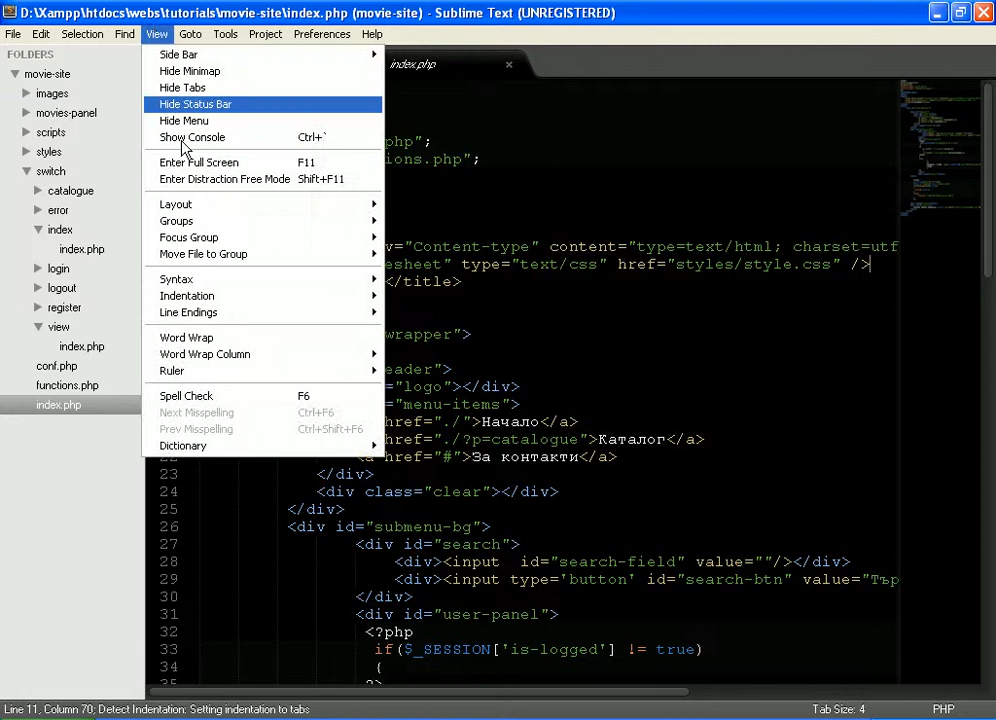 D:\Xampp\htdocs\webs\tutorials\movie-site\index.php (movie-site) - Sublime Text (UNREGISTERED)
File Edit Selection Find View Goto Tools Project Preferences Help
FOLDERS
movie-site
images
movies-panel
scripts
styles
switch
catalogue
error
index
index.php
login
logout
register
view
index.php
conf.php
functions.php
index.php
Side Bar
Hide Minimap
Hide Tabs
Hide Status Bar
Hide Menu
Show Console Ctrl+`
Enter Full Screen F11
Enter Distraction Free Mode Shift+F11
Layout
Groups
Focus Group
Move File to Group
Syntax
Indentation
Line Endings
Word Wrap
Word Wrap Column
Ruler
Spell Check F6
Next Misspelling Ctrl+F6
Prev Misspelling Ctrl+Shift+F6
Dictionary
index.php
php";
ions.php";
="Content-type" content="type=text/html; charset=utf
esheet" type="text/css" href="styles/style.css" />
</title>
wrapper">
eader">
="logo"></div>
="menu-items">
href="./">Начало</a>
href="./?p=catalogue">Каталог</a>
22 <a href="#">За контакти</a>
23 </div>
24 <div class="clear"></div>
25 </div>
26 <div id="submenu-bg">
27 <div id="search">
28 <div><input id="search-field" value=""/></div>
29 <div><input type='button' id="search-btn" value="Тър
30 </div>
31 <div id="user-panel">
32 <?php
33 if($_SESSION['is-logged'] != true)
34 {
?>
Line 11, Column 70; Detect Indentation: Setting indentation to tabs
Tab Size: 4
PHP